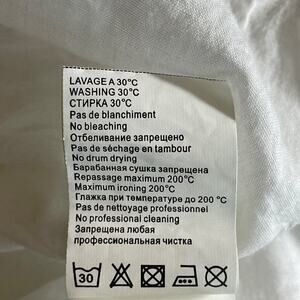 LAVAGE A 30°C
WASHING 30°C
СТИРКА 30°C
Pas de blanchiment
No bleaching
Отбеливание запрещено
Pas de séchage en tambour
No drum drying
Барабанная сушка запрещена
Repassage maximum 200°C
Maximum ironing 200°C
Глажка при температуре до 200 °C
Pas de nettoyage professionnel
No professional cleaning
Запрещена любая
профессиональная чистка
30